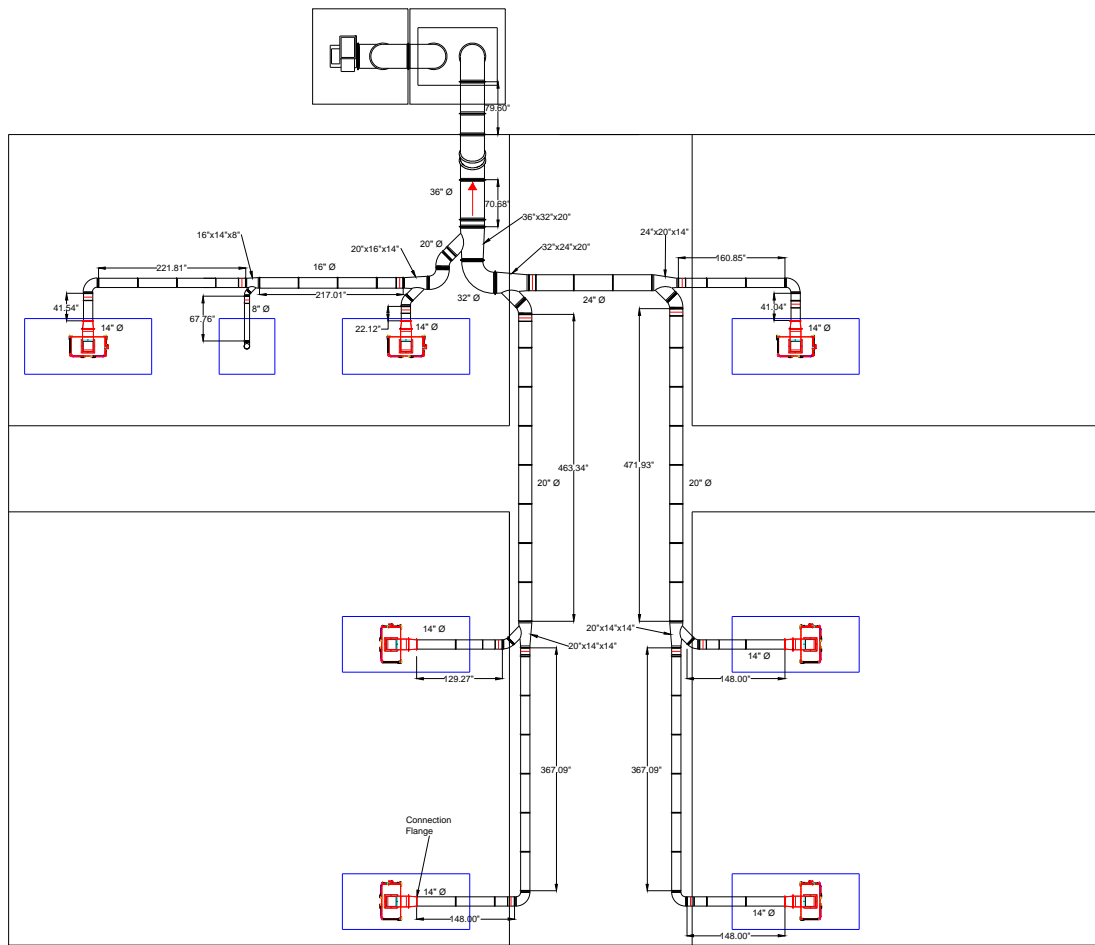 79.60"
36" Ø
70.68"
36"x32"x20"
16"x14"x8"
20"x16"x14"
20" Ø
32"x24"x20"
24"x20"x14"
221.81"
16" Ø
160.85"
217.01"
32" Ø
24" Ø
41.54"
67.76"
8" Ø
22.12"
41.04"
14" Ø
14" Ø
14" Ø
463.34"
471.93"
20" Ø
20" Ø
14" Ø
20"x14"x14"
20"x14"x14"
14" Ø
129.27"
148.00"
367.09"
367.09"
Connection
Flange
14" Ø
14" Ø
148.00"
148.00"